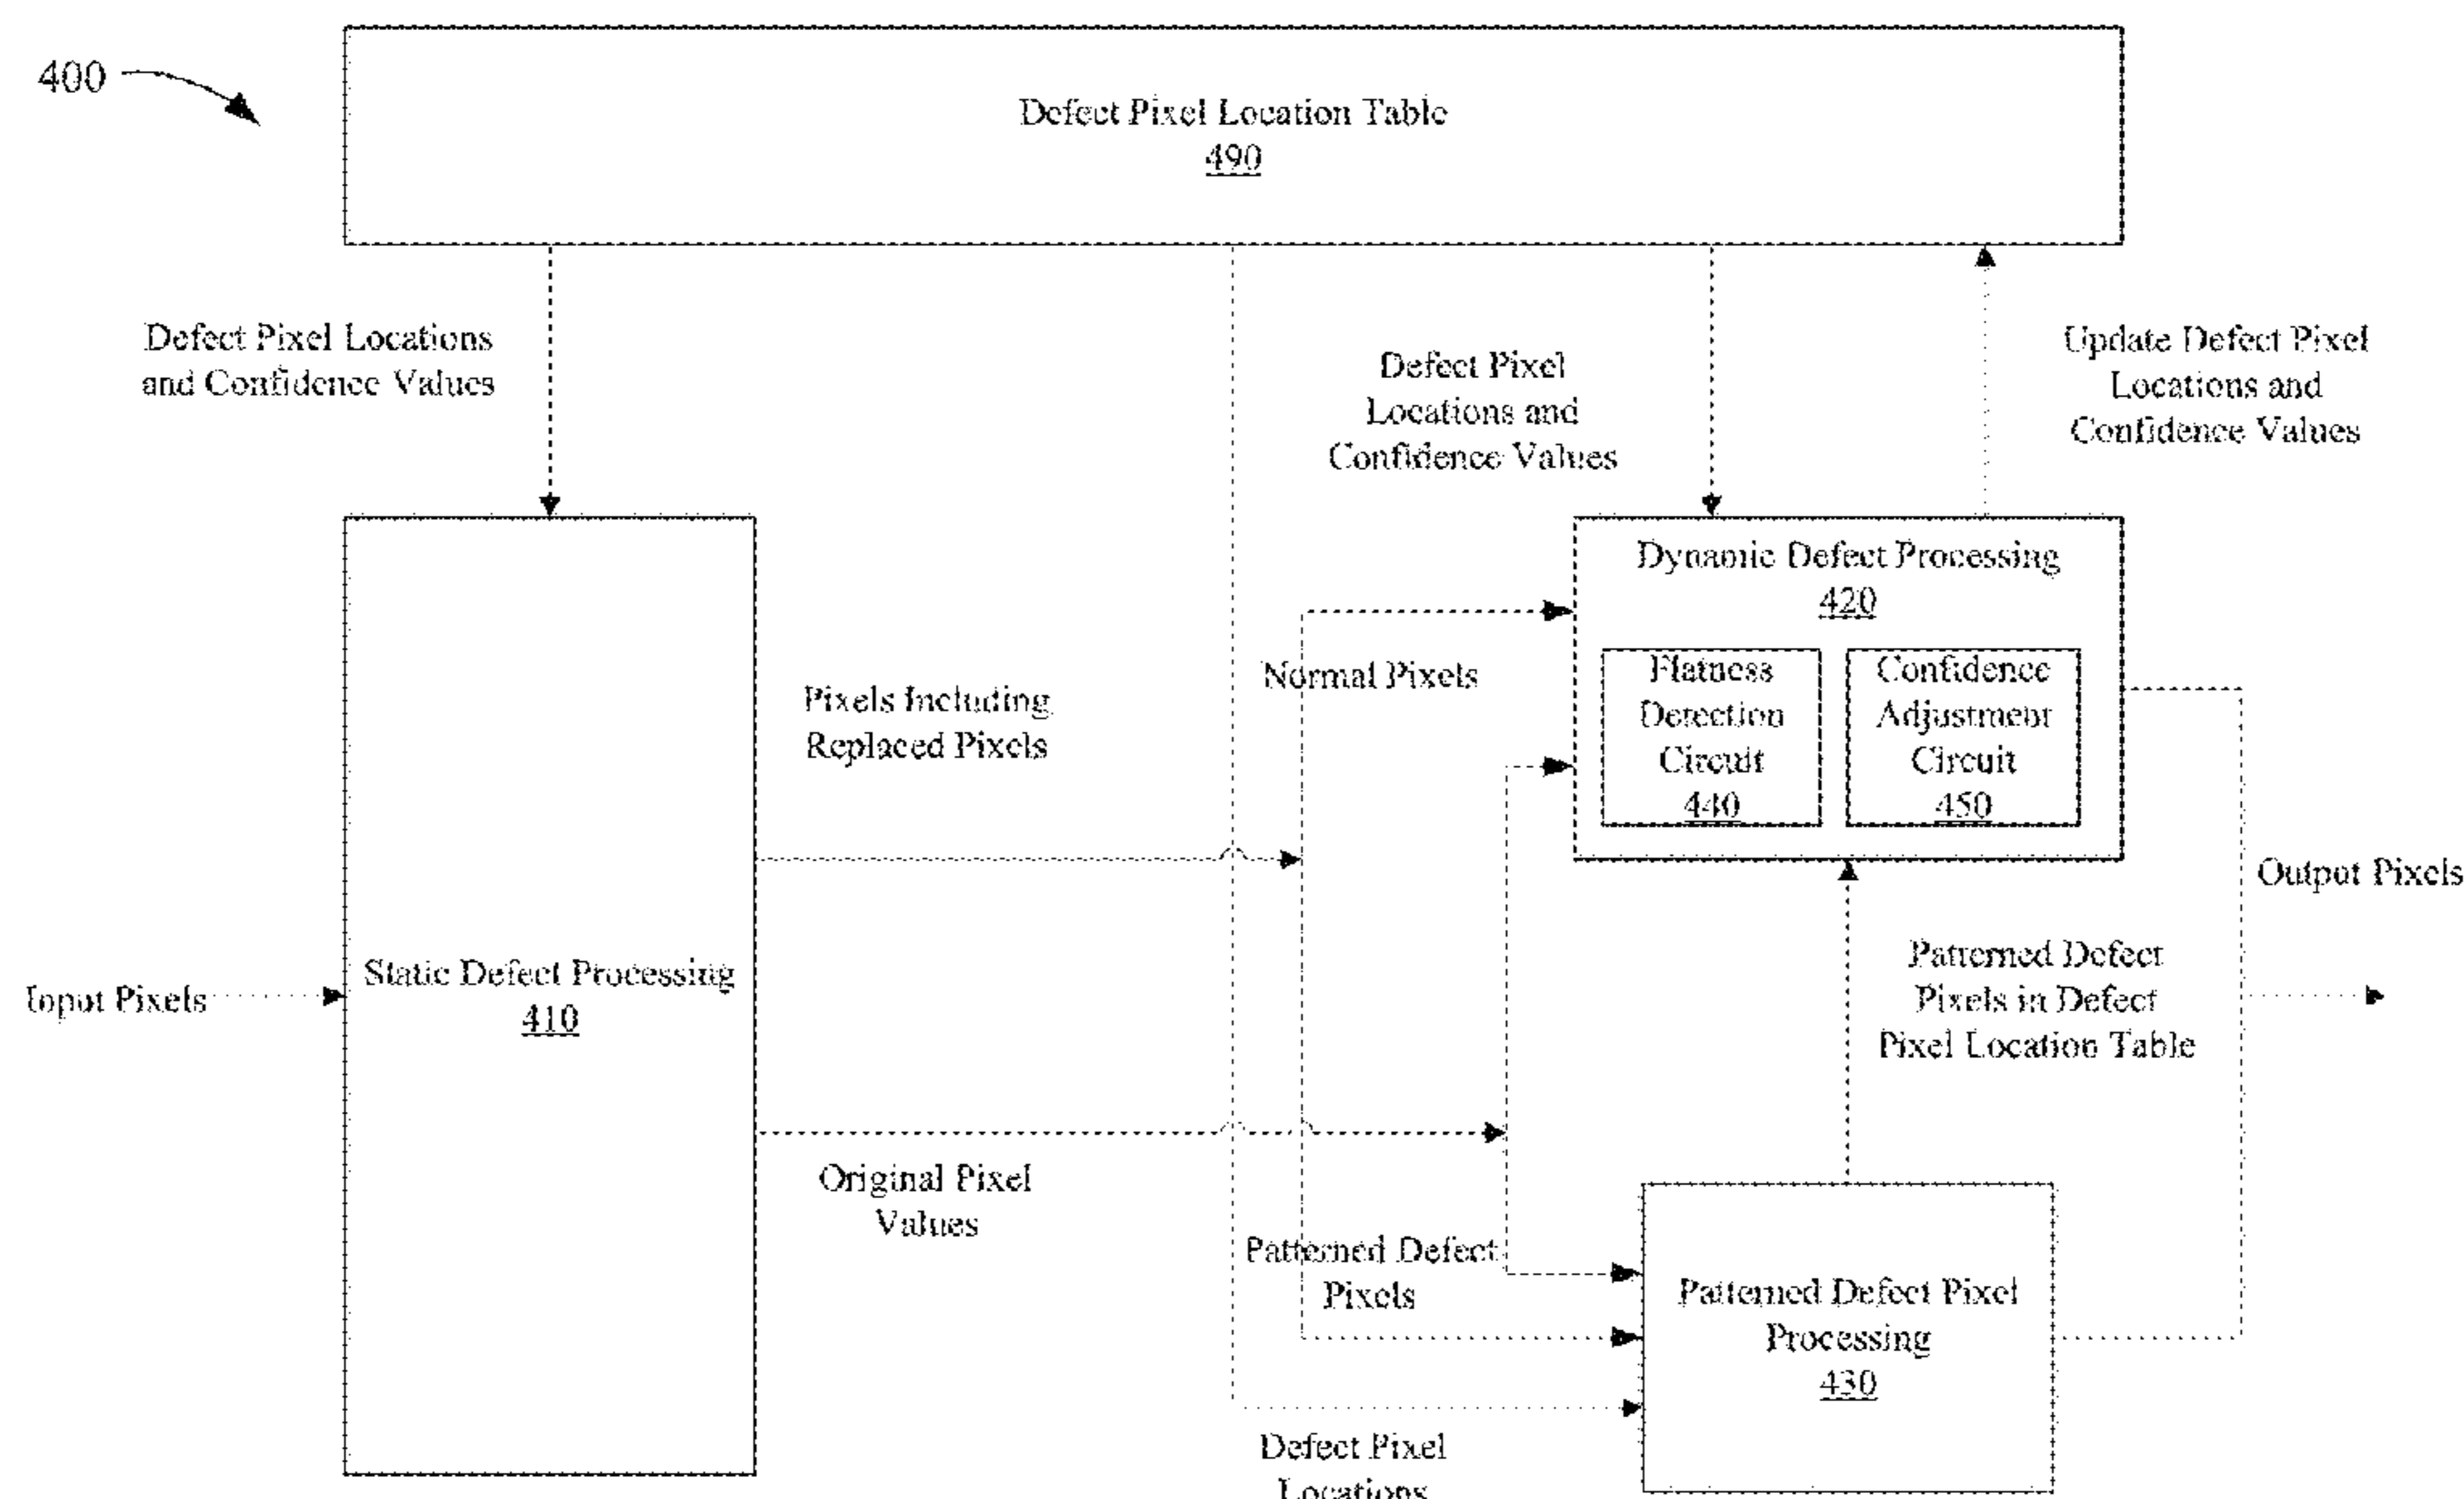 400
Defect Pixel Location Table
490
Defect Pixel Locations
and Confidence Values
Defect Pixel
Locations and
Confidence Values
Update Defect Pixel
Locations and
Confidence Values
Dynamic Defect Processing
420
Flatness
Detection
Circuit
440
Confidence
Adjustment
Circuit
450
Normal Pixels
Pixels Including
Replaced Pixels
Output Pixels
Input Pixels
Static Defect Processing
410
Patterned Defect
Pixels in Defect
Pixel Location Table
Original Pixel
Values
Patterned Defect
Pixels
Patterned Defect Pixel
Processing
430
Defect Pixel
Locations